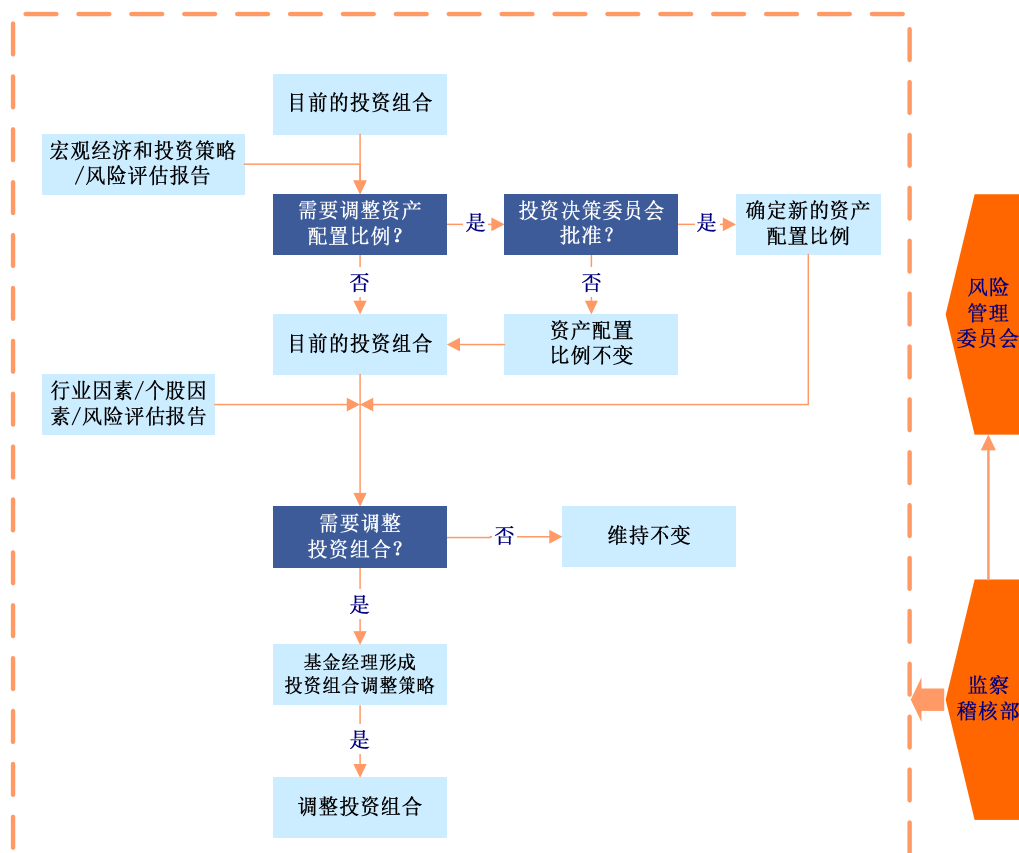 目前的投资组合
宏观经济和投资策略
/风险评估报告
需要调整资产
配置比例？
是
投资决策委员会
批准？
是
确定新的资产
配置比例
否
否
目前的投资组合
资产配置
比例不变
行业因素/个股因
素/风险评估报告
需要调整
投资组合？
否
维持不变
是
基金经理形成
投资组合调整策略
是
调整投资组合
风险
管理
委员会
监察
稽核部